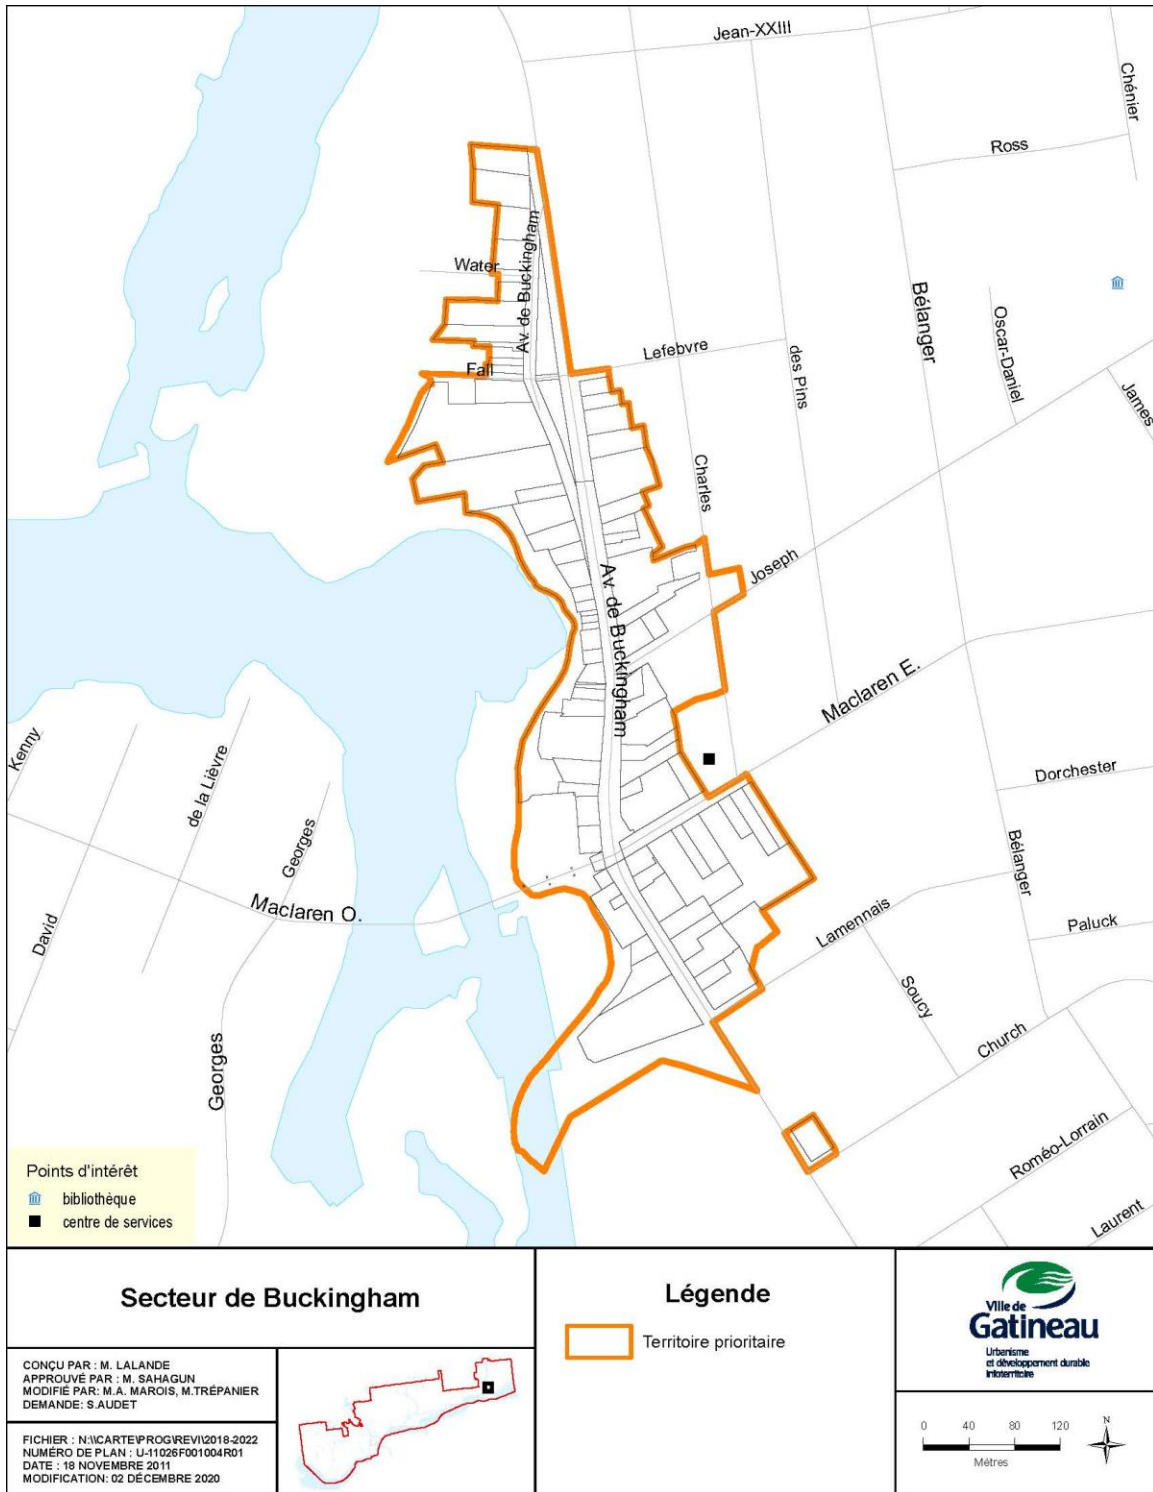 Jean-XXIII
Chénier
Ross
Av. de Buckingham
Water
Bélanger
Oscar-Daniel
Lefebvre
des Pins
Fall
James
Charles
Joseph
Av. de Buckingham
Maclaren E.
Kenny
de la Lièvre
Georges
Dorchester
Bélanger
Maclaren O.
David
Lamennais
Paluck
Soucy
Church
Georges
Roméo-Lorrain
Laurent
Points d'intérêt
bibliothèque
centre de services
Secteur de Buckingham
Légende
Territoire prioritaire
Ville de
Gatineau
Urbanisme
et développement durable
Infoterritoire
CONÇU PAR : M. LALANDE
APPROUVÉ PAR : M. SAHAGUN
MODIFIÉ PAR: M.A. MAROIS, M.TRÉPANIER
DEMANDE: S.AUDET
FICHIER : N:\CARTE\PROG\REVI\2018-2022
NUMÉRO DE PLAN : U-11026F001004R01
DATE : 18 NOVEMBRE 2011
MODIFICATION: 02 DÉCEMBRE 2020
0 40 80 120
Mètres
N